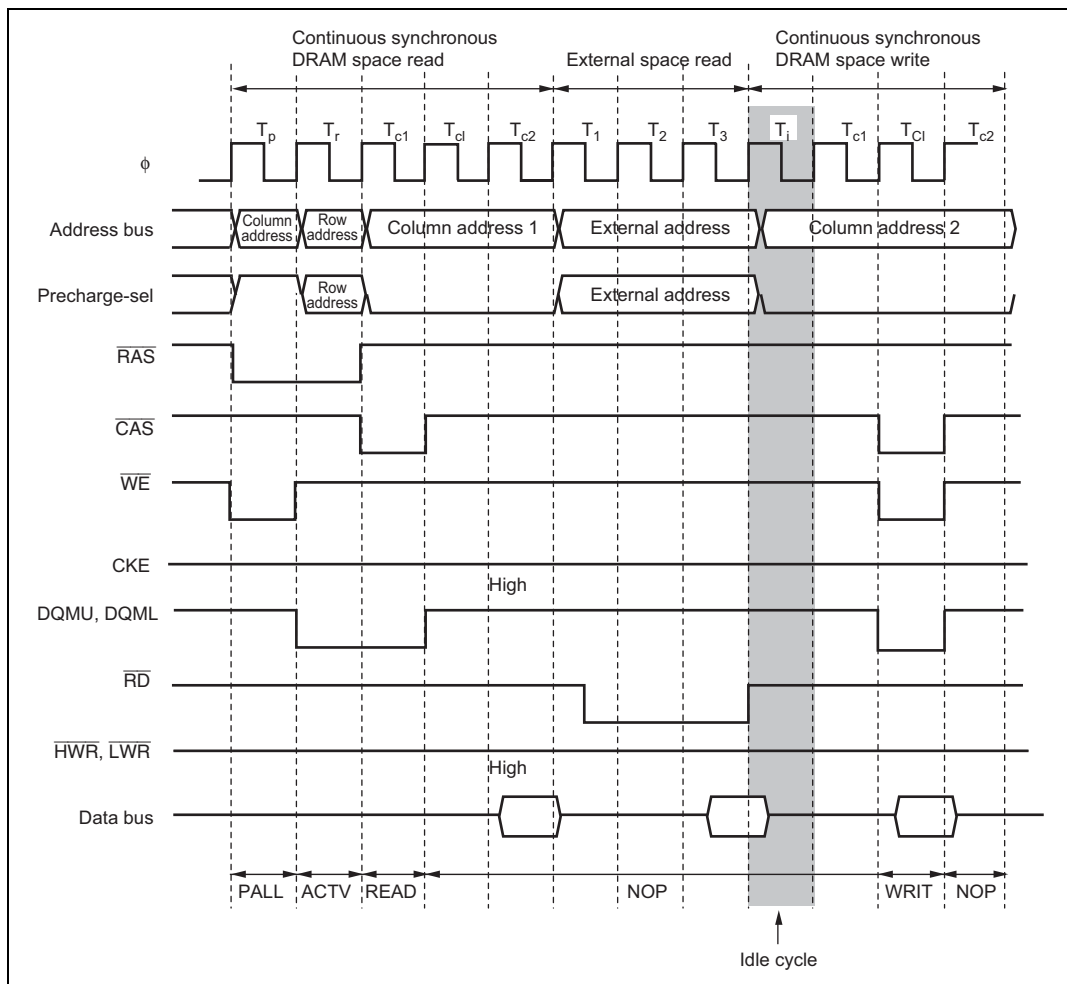 Continuous synchronous
DRAM space read
External space read
Continuous synchronous
DRAM space write
Tp Tr Tc1 Tcl Tc2 T1 T2 T3 Ti Tc1 TCl Tc2
ϕ
Address bus
Column
address
Row
address
Column address 1
External address
Column address 2
Precharge-sel
Row
address
External address
RAS
CAS
WE
CKE
High
DQMU, DQML
RD
HWR, LWR
High
Data bus
PALL ACTV READ NOP WRIT NOP
Idle cycle